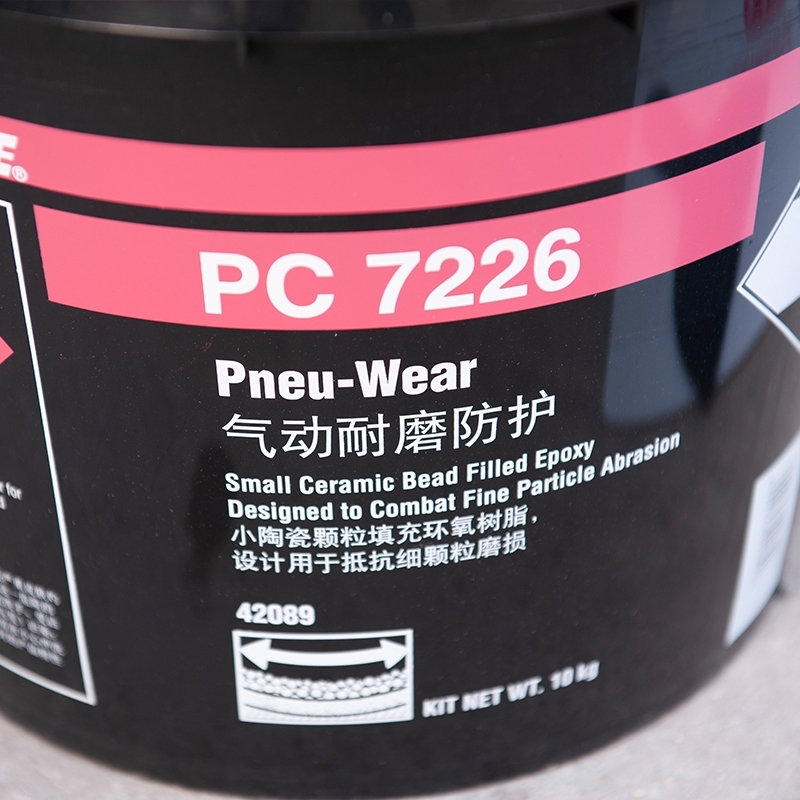 E®
PC 7226
Pneu-Wear
气动耐磨防护
Small Ceramic Bead Filled Epoxy
Designed to Combat Fine Particle Abrasion
小陶瓷颗粒填充环氧树脂，
设计用于抵抗细颗粒磨损
42089
KIT NET WT. 10 kg
for